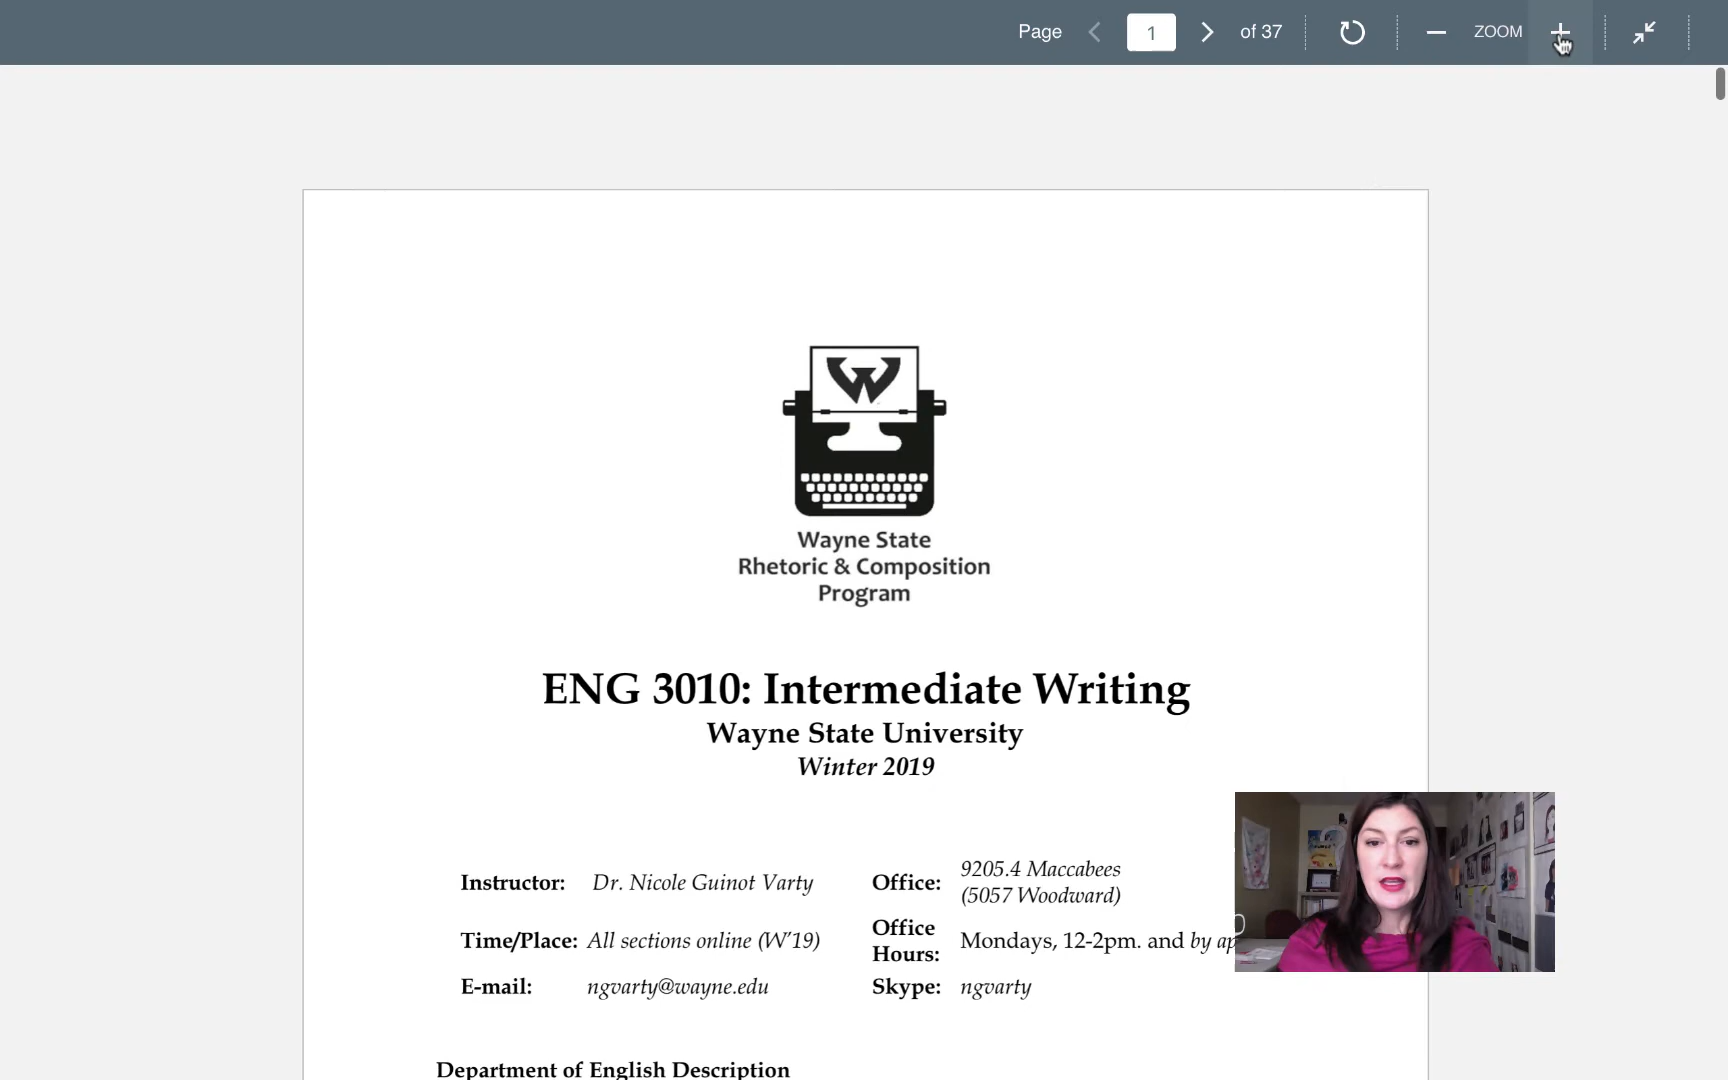 Page 1 of 37 ZOOM
W
Wayne State
Rhetoric & Composition
Program
ENG 3010: Intermediate Writing
Wayne State University
Winter 2019
Instructor: Dr. Nicole Guinot Varty Office: 9205.4 Maccabees
(5057 Woodward)
Time/Place: All sections online (W'19) Office
Hours: Mondays, 12-2pm. and by
E-mail: ngvarty@wayne.edu Skype: ngvarty
Department of English Description